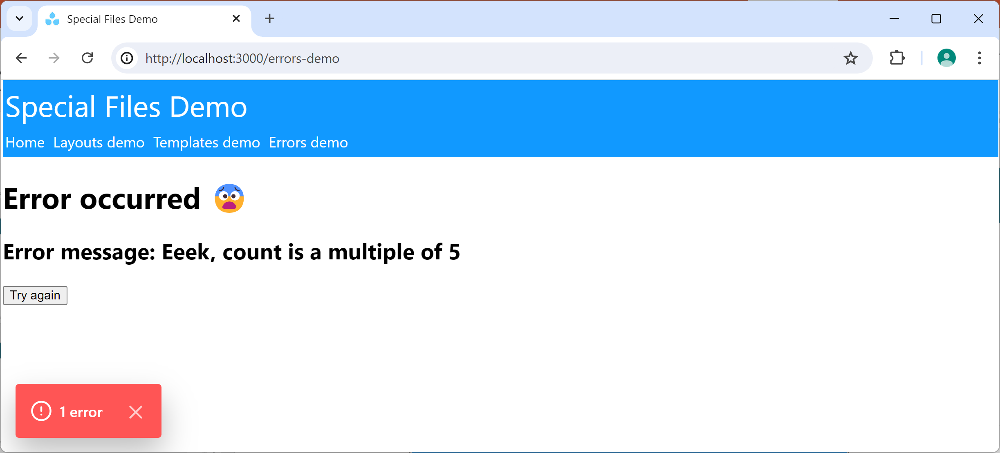 Special Files Demo
http://localhost:3000/errors-demo
Special Files Demo
Home Layouts demo Templates demo Errors demo
Error occurred 😨
Error message: Eeek, count is a multiple of 5
Try again
1 error